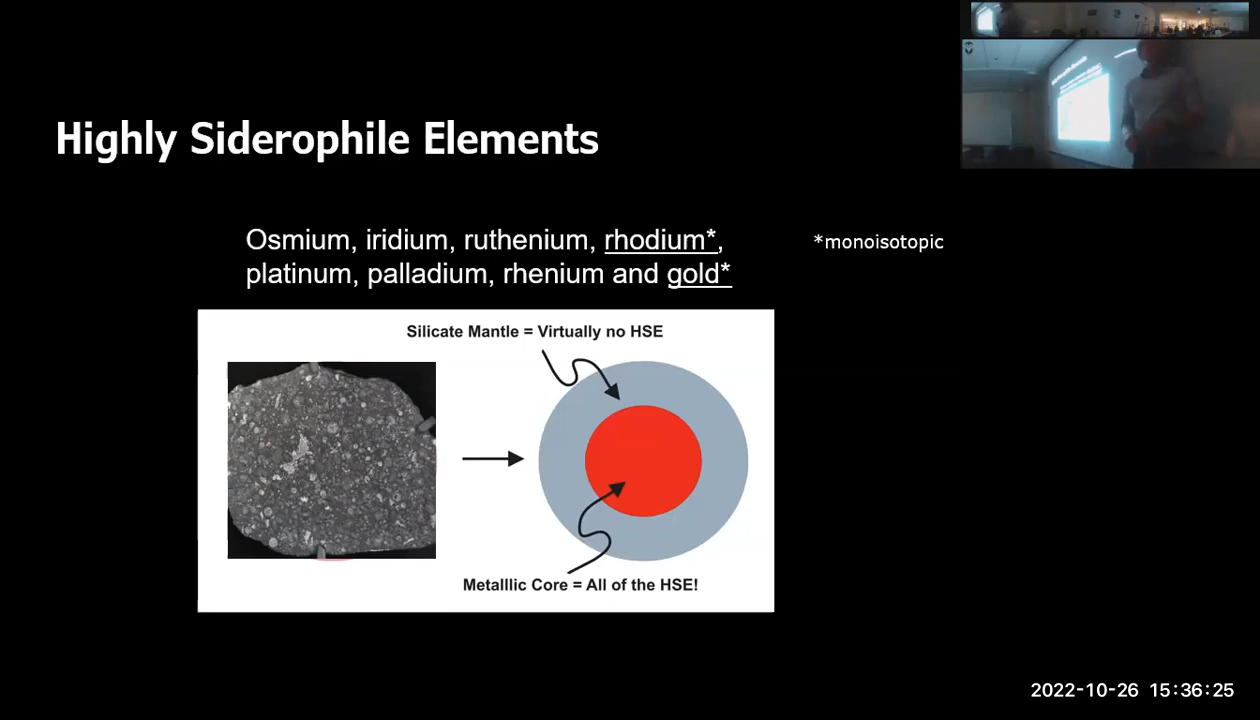 Highly Siderophile Elements
Osmium, iridium, ruthenium, rhodium*,
platinum, palladium, rhenium and gold*
*monoisotopic
Silicate Mantle = Virtually no HSE
Metalllic Core = All of the HSE!
2022-10-26 15:36:25